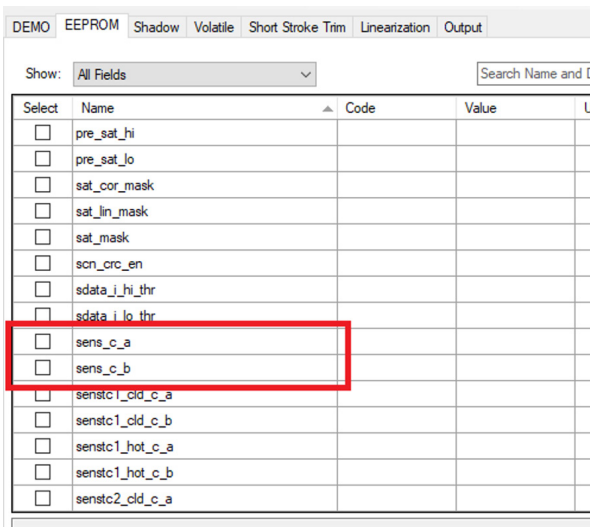 DEMO EEPROM Shadow Volatile Short Stroke Trim Linearization Output
Show: All Fields Search Name and D
Select Name Code Value U
pre_sat_hi
pre_sat_lo
sat_cor_mask
sat_lin_mask
sat_mask
scn_crc_en
sdata_i_hi_thr
sdata_i_lo_thr
sens_c_a
sens_c_b
senstc1_cld_c_a
senstc1_cld_c_b
senstc1_hot_c_a
senstc1_hot_c_b
senstc2_cld_c_a